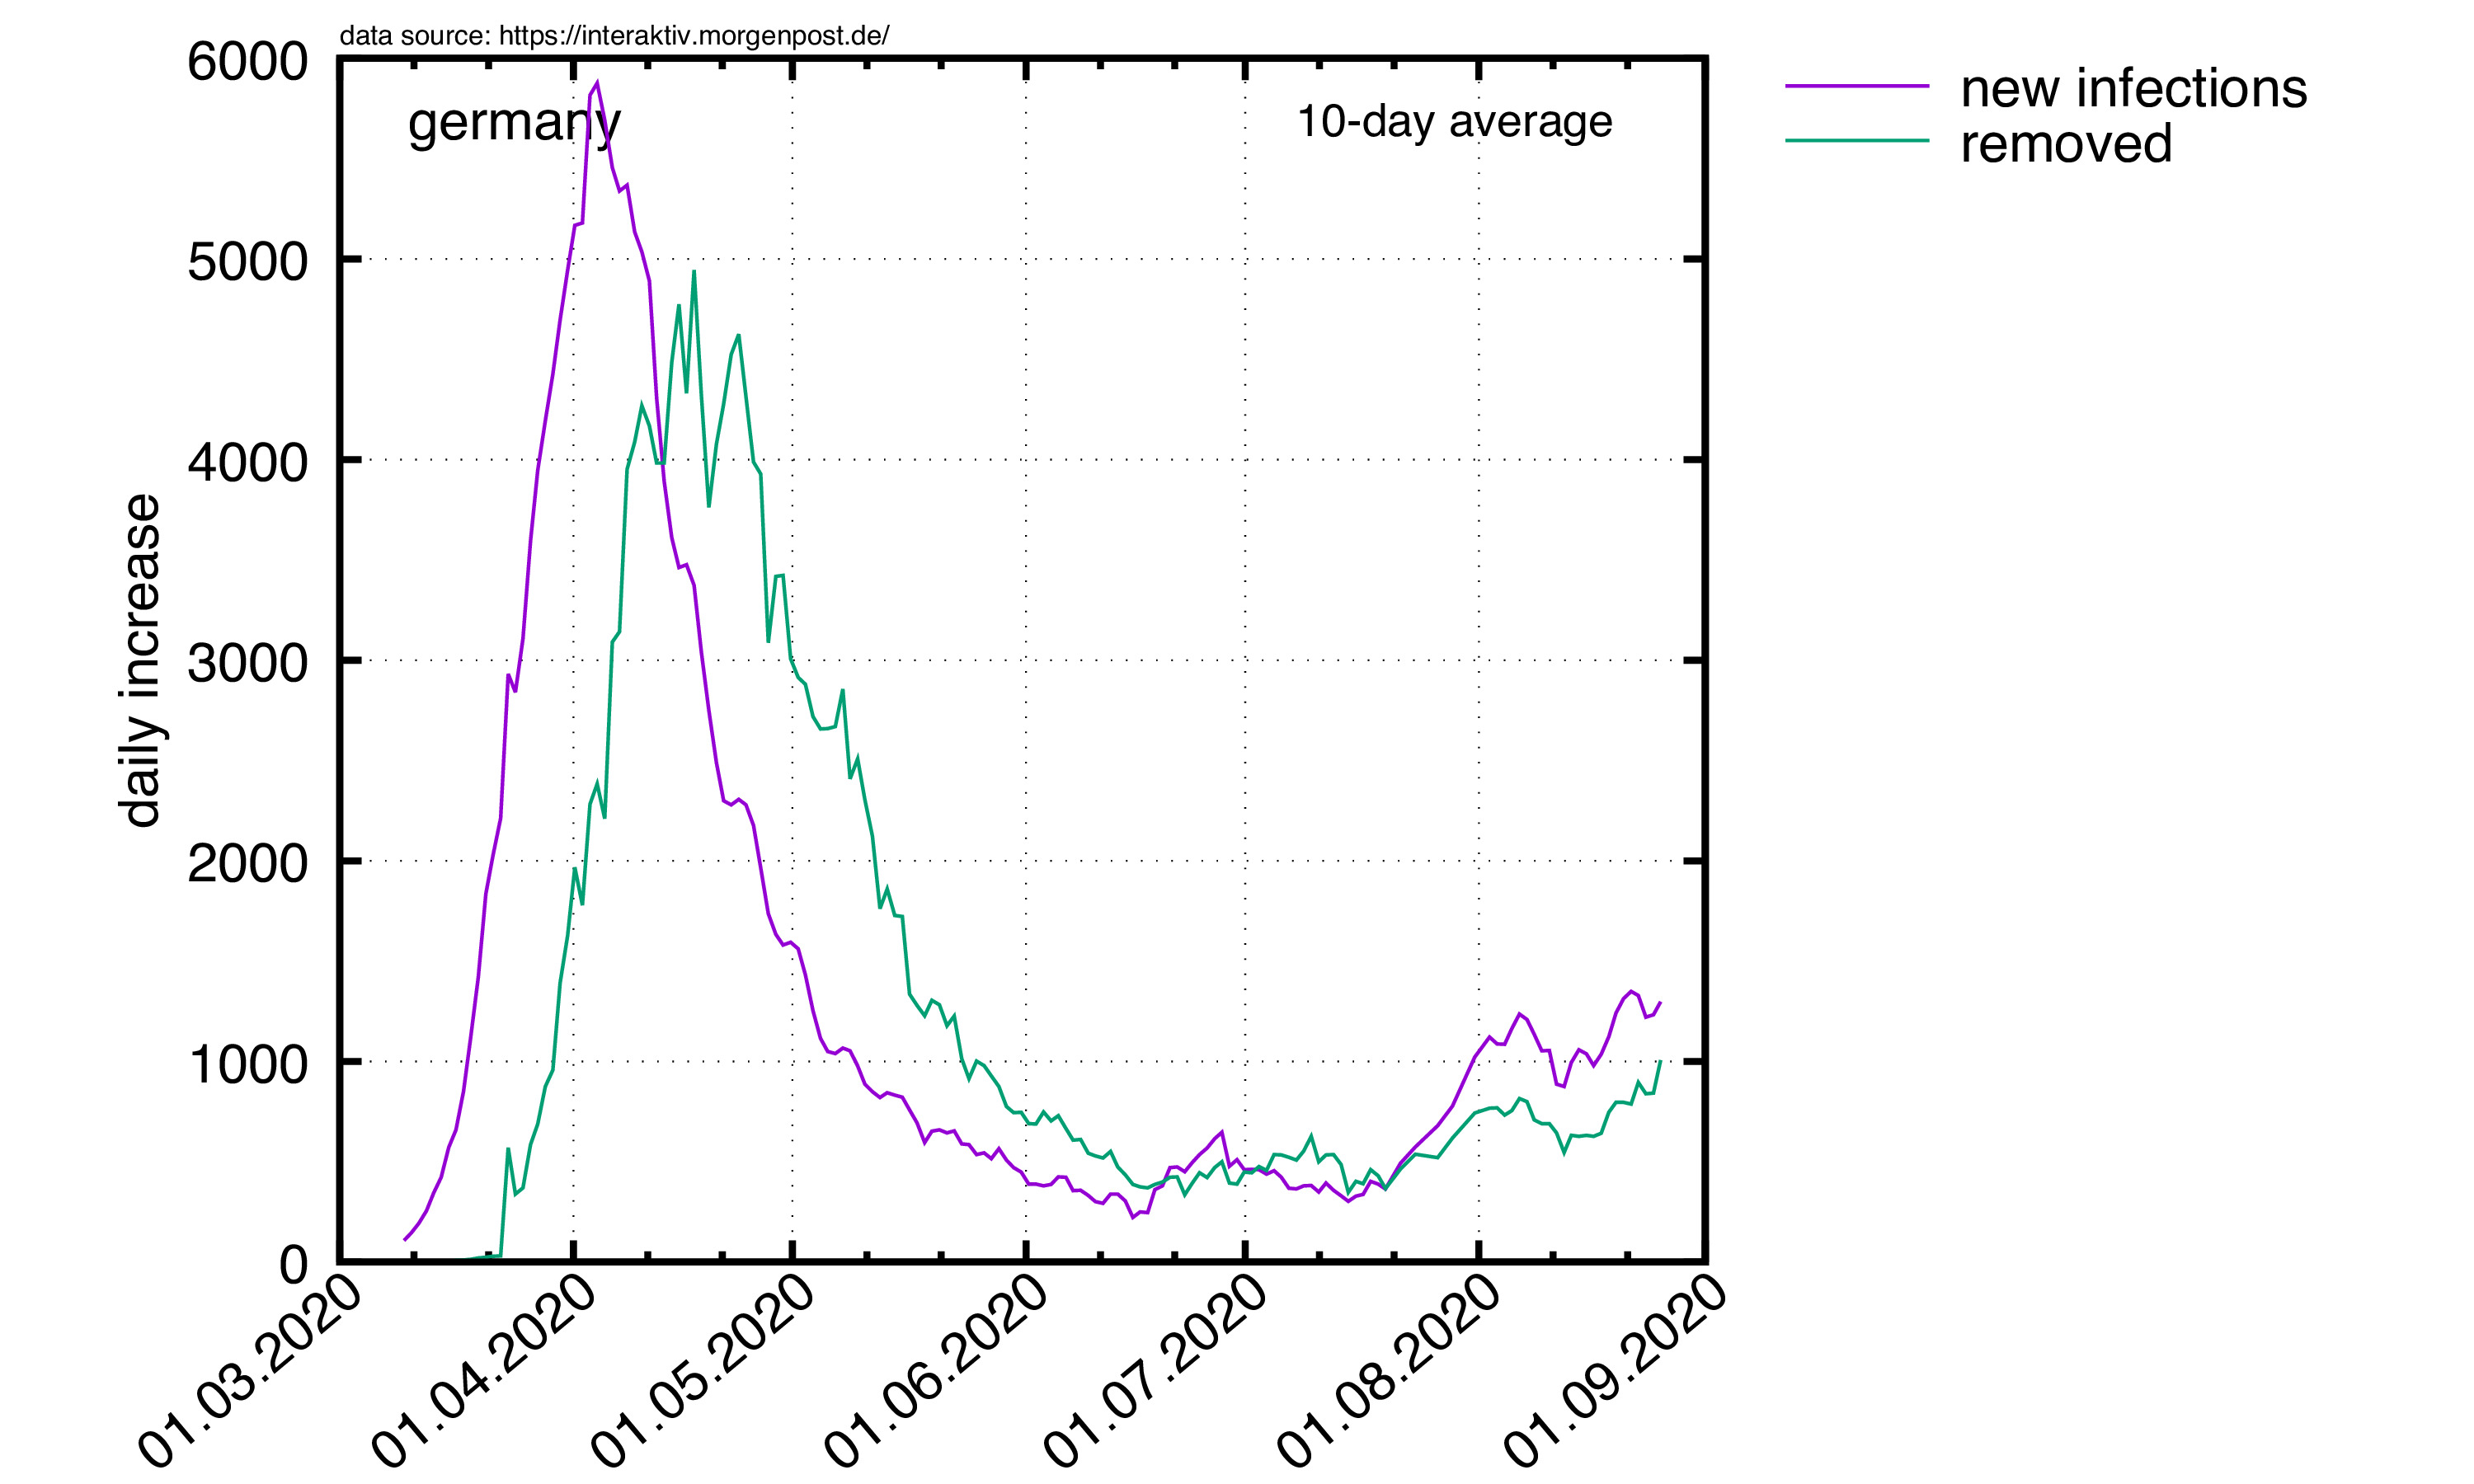 data source: https://interaktiv.morgenpost.de/
germany
10-day average
new infections
removed
daily increase
6000
5000
4000
3000
2000
1000
0
01.03.2020
01.04.2020
01.05.2020
01.06.2020
01.07.2020
01.08.2020
01.09.2020